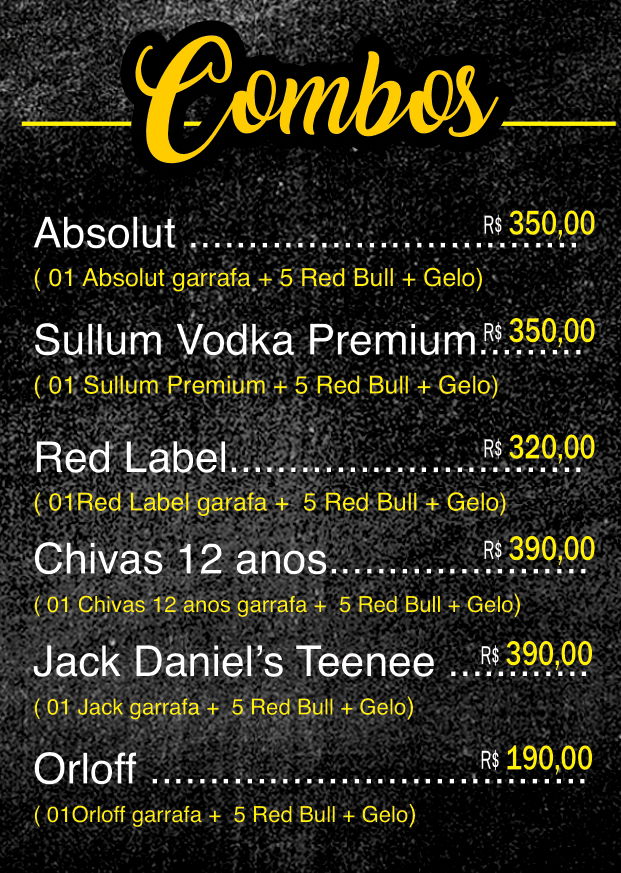 Combos
Absolut .................................. R$ 350,00
( 01 Absolut garrafa + 5 Red Bull + Gelo)
Sullum Vodka Premium......... R$ 350,00
( 01 Sullum Premium + 5 Red Bull + Gelo)
Red Label............................... R$ 320,00
( 01Red Label garafa +  5 Red Bull + Gelo)
Chivas 12 anos...................... R$ 390,00
( 01 Chivas 12 anos garrafa +  5 Red Bull + Gelo)
Jack Daniel’s Teenee ............ R$ 390,00
( 01 Jack garrafa +  5 Red Bull + Gelo)
Orloff ..................................... R$ 190,00
( 01Orloff garrafa +  5 Red Bull + Gelo)